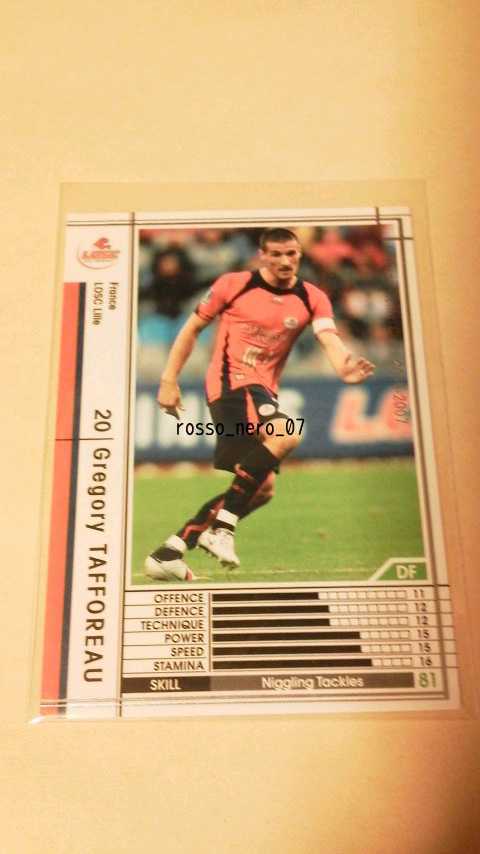 LOSC
France
LOSC Lille
20 Gregory TAFFOREAU
2007
rosso_nero_07
DF
OFFENCE 11
DEFENCE 12
TECHNIQUE 12
POWER 15
SPEED 15
STAMINA 16
SKILL Niggling Tackles 81